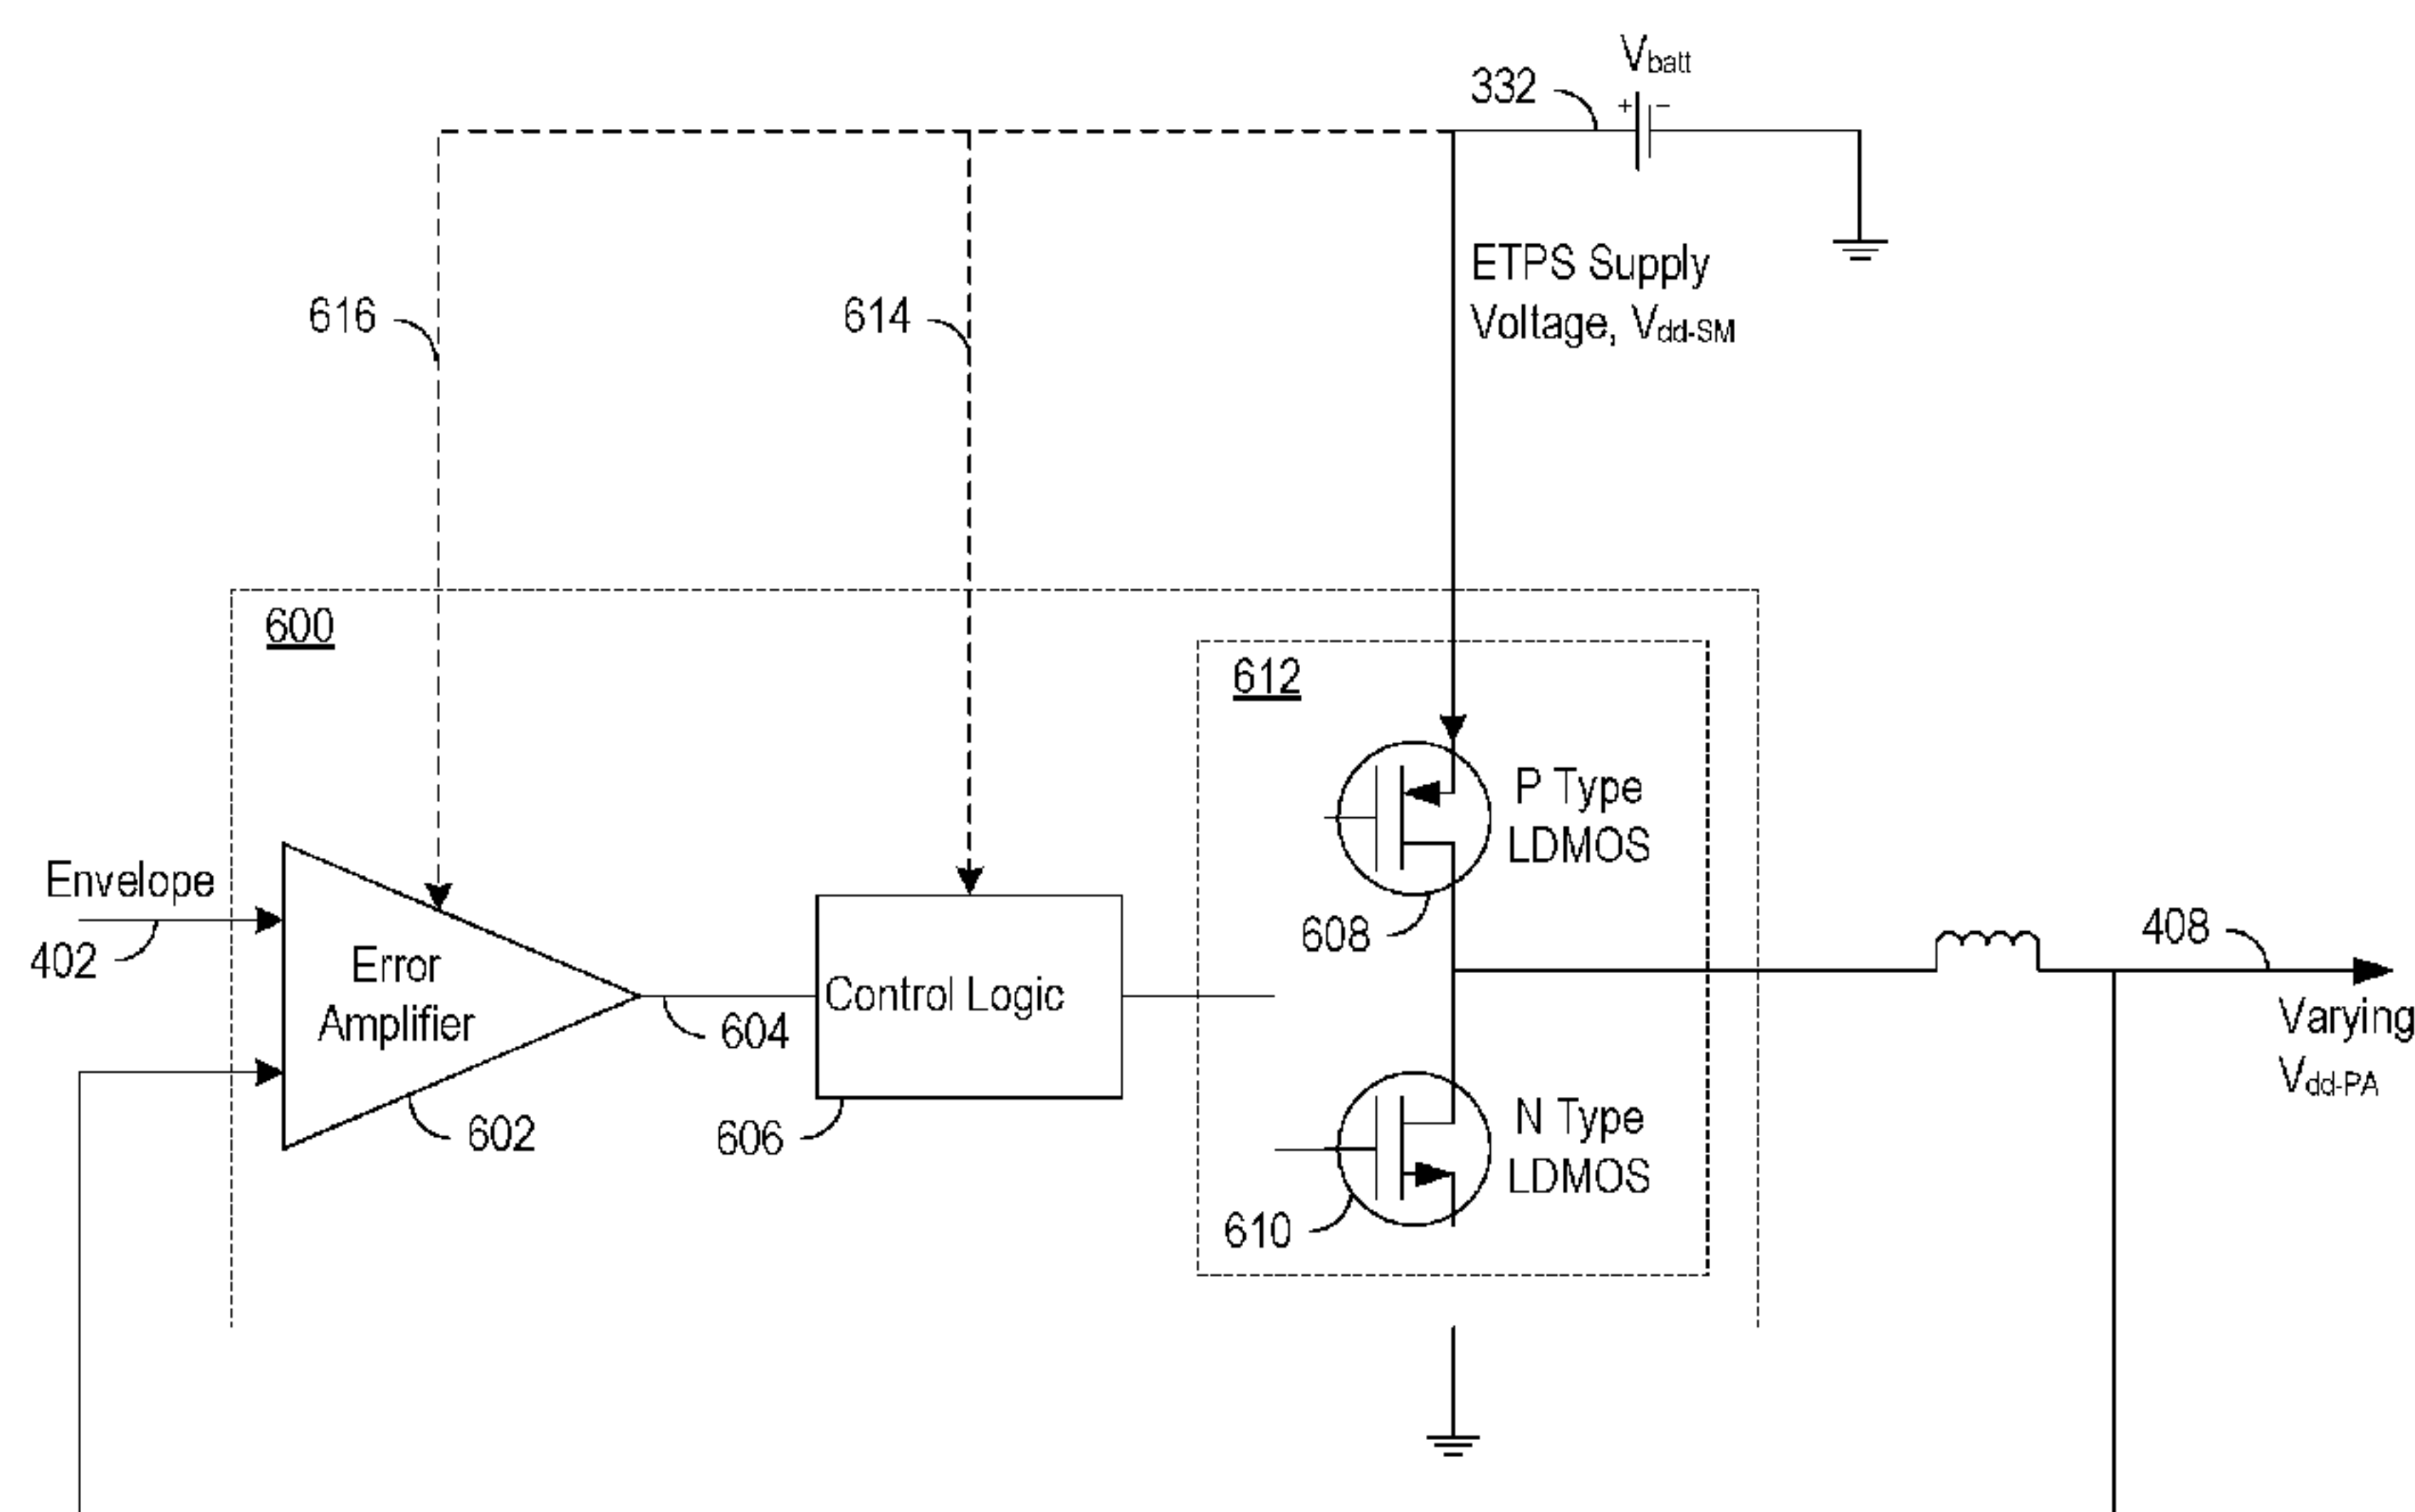 Vbatt
332
+ -
ETPS Supply
Voltage, Vdd-SM
616
614
600
612
P Type
LDMOS
Envelope
402
608
408
Error
Amplifier
Control Logic
604
Varying
Vdd-PA
602
606
N Type
LDMOS
610